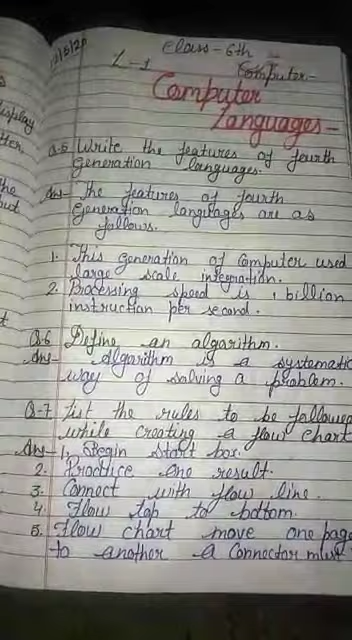 Class-6th
L-1
Computer-
Computer
Languages-
Q.5 Write the features of fourth
Generation languages.
Ans- The features of fourth
Generation languages are as
follows.
1. This generation of computer used
large scale integration.
2. Processing speed is 1 billion
instruction per second.
Q.6 Define an algorithm.
Ans- Algorithm is a systematic
way of solving a problem.
Q-7 List the rules to be followed
while creating a flow chart
Ans-1. Begin start box.
2. Produce one result.
3. Connect with flow line.
4. Flow top to bottom.
5. Flow chart move one page
to another a connector must